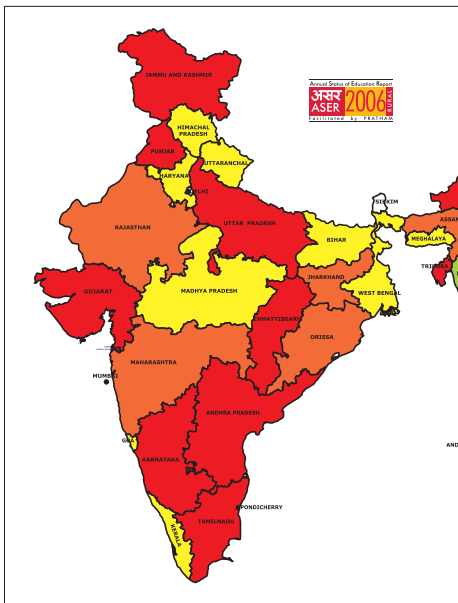 JAMMU AND KASHMIR
Annual Status of Education Report
असर
ASER
2006
RURAL
Facilitated by PRATHAM
HIMACHAL
PRADESH
PUNJAB
UTTARANCHAL
HARYANA
DELHI
SIKKIM
RAJASTHAN
UTTAR PRADESH
ASSAM
BIHAR
MEGHALAYA
TRIPURA
JHARKHAND
GUJARAT
MADHYA PRADESH
WEST BENGAL
CHHATTISGARH
ORISSA
MAHARASHTRA
MUMBAI
ANDHRA PRADESH
GOA
AND
KARNATAKA
PONDICHERRY
TAMILNADU
KERALA